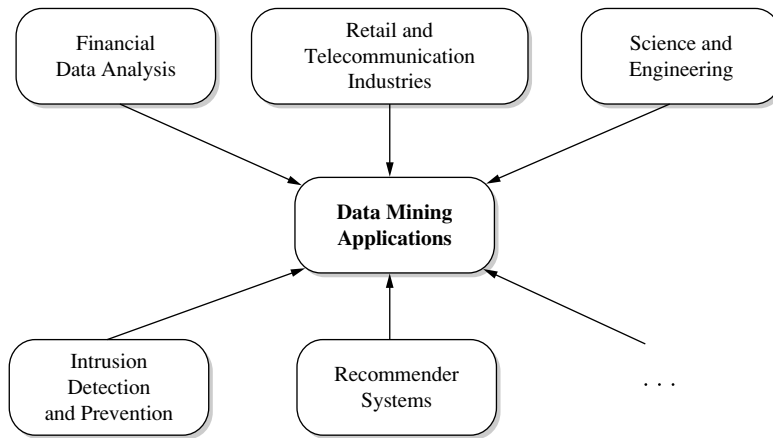 Financial
Data Analysis
Retail and
Telecommunication
Industries
Science and
Engineering
Data Mining
Applications
Intrusion
Detection
and Prevention
Recommender
Systems
. . .